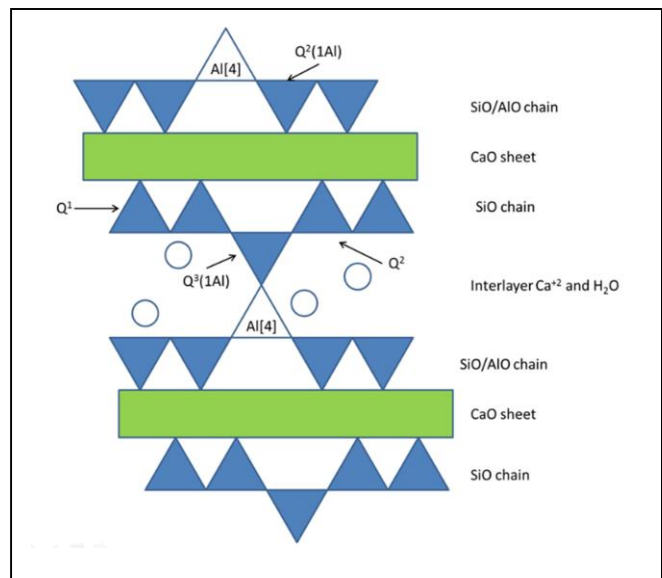 Q²(1Al)
Al[4]
SiO/AlO chain
CaO sheet
Q¹
SiO chain
Q³(1Al)
Q²
Interlayer Ca⁺² and H₂O
Al[4]
SiO/AlO chain
CaO sheet
SiO chain